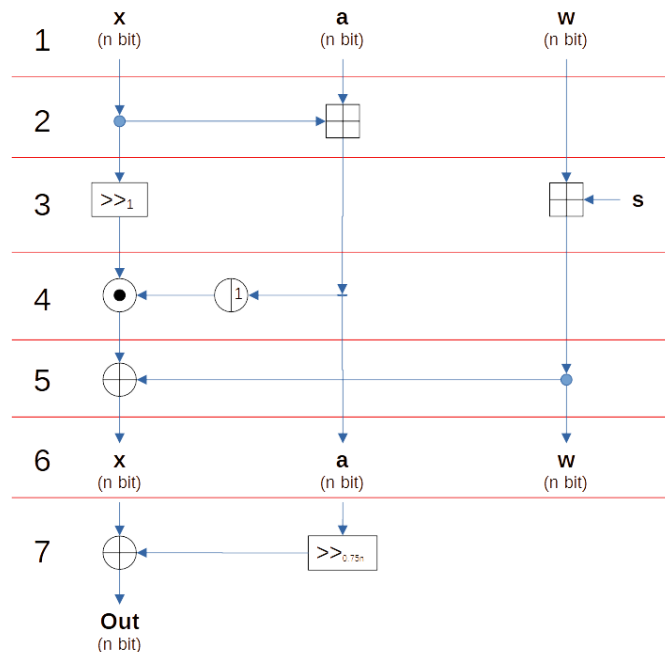 x a w
1 (n bit) (n bit) (n bit)
2
3 >>1 s
4 1
5
x a w
6 (n bit) (n bit) (n bit)
7 >>0.75n
Out
(n bit)